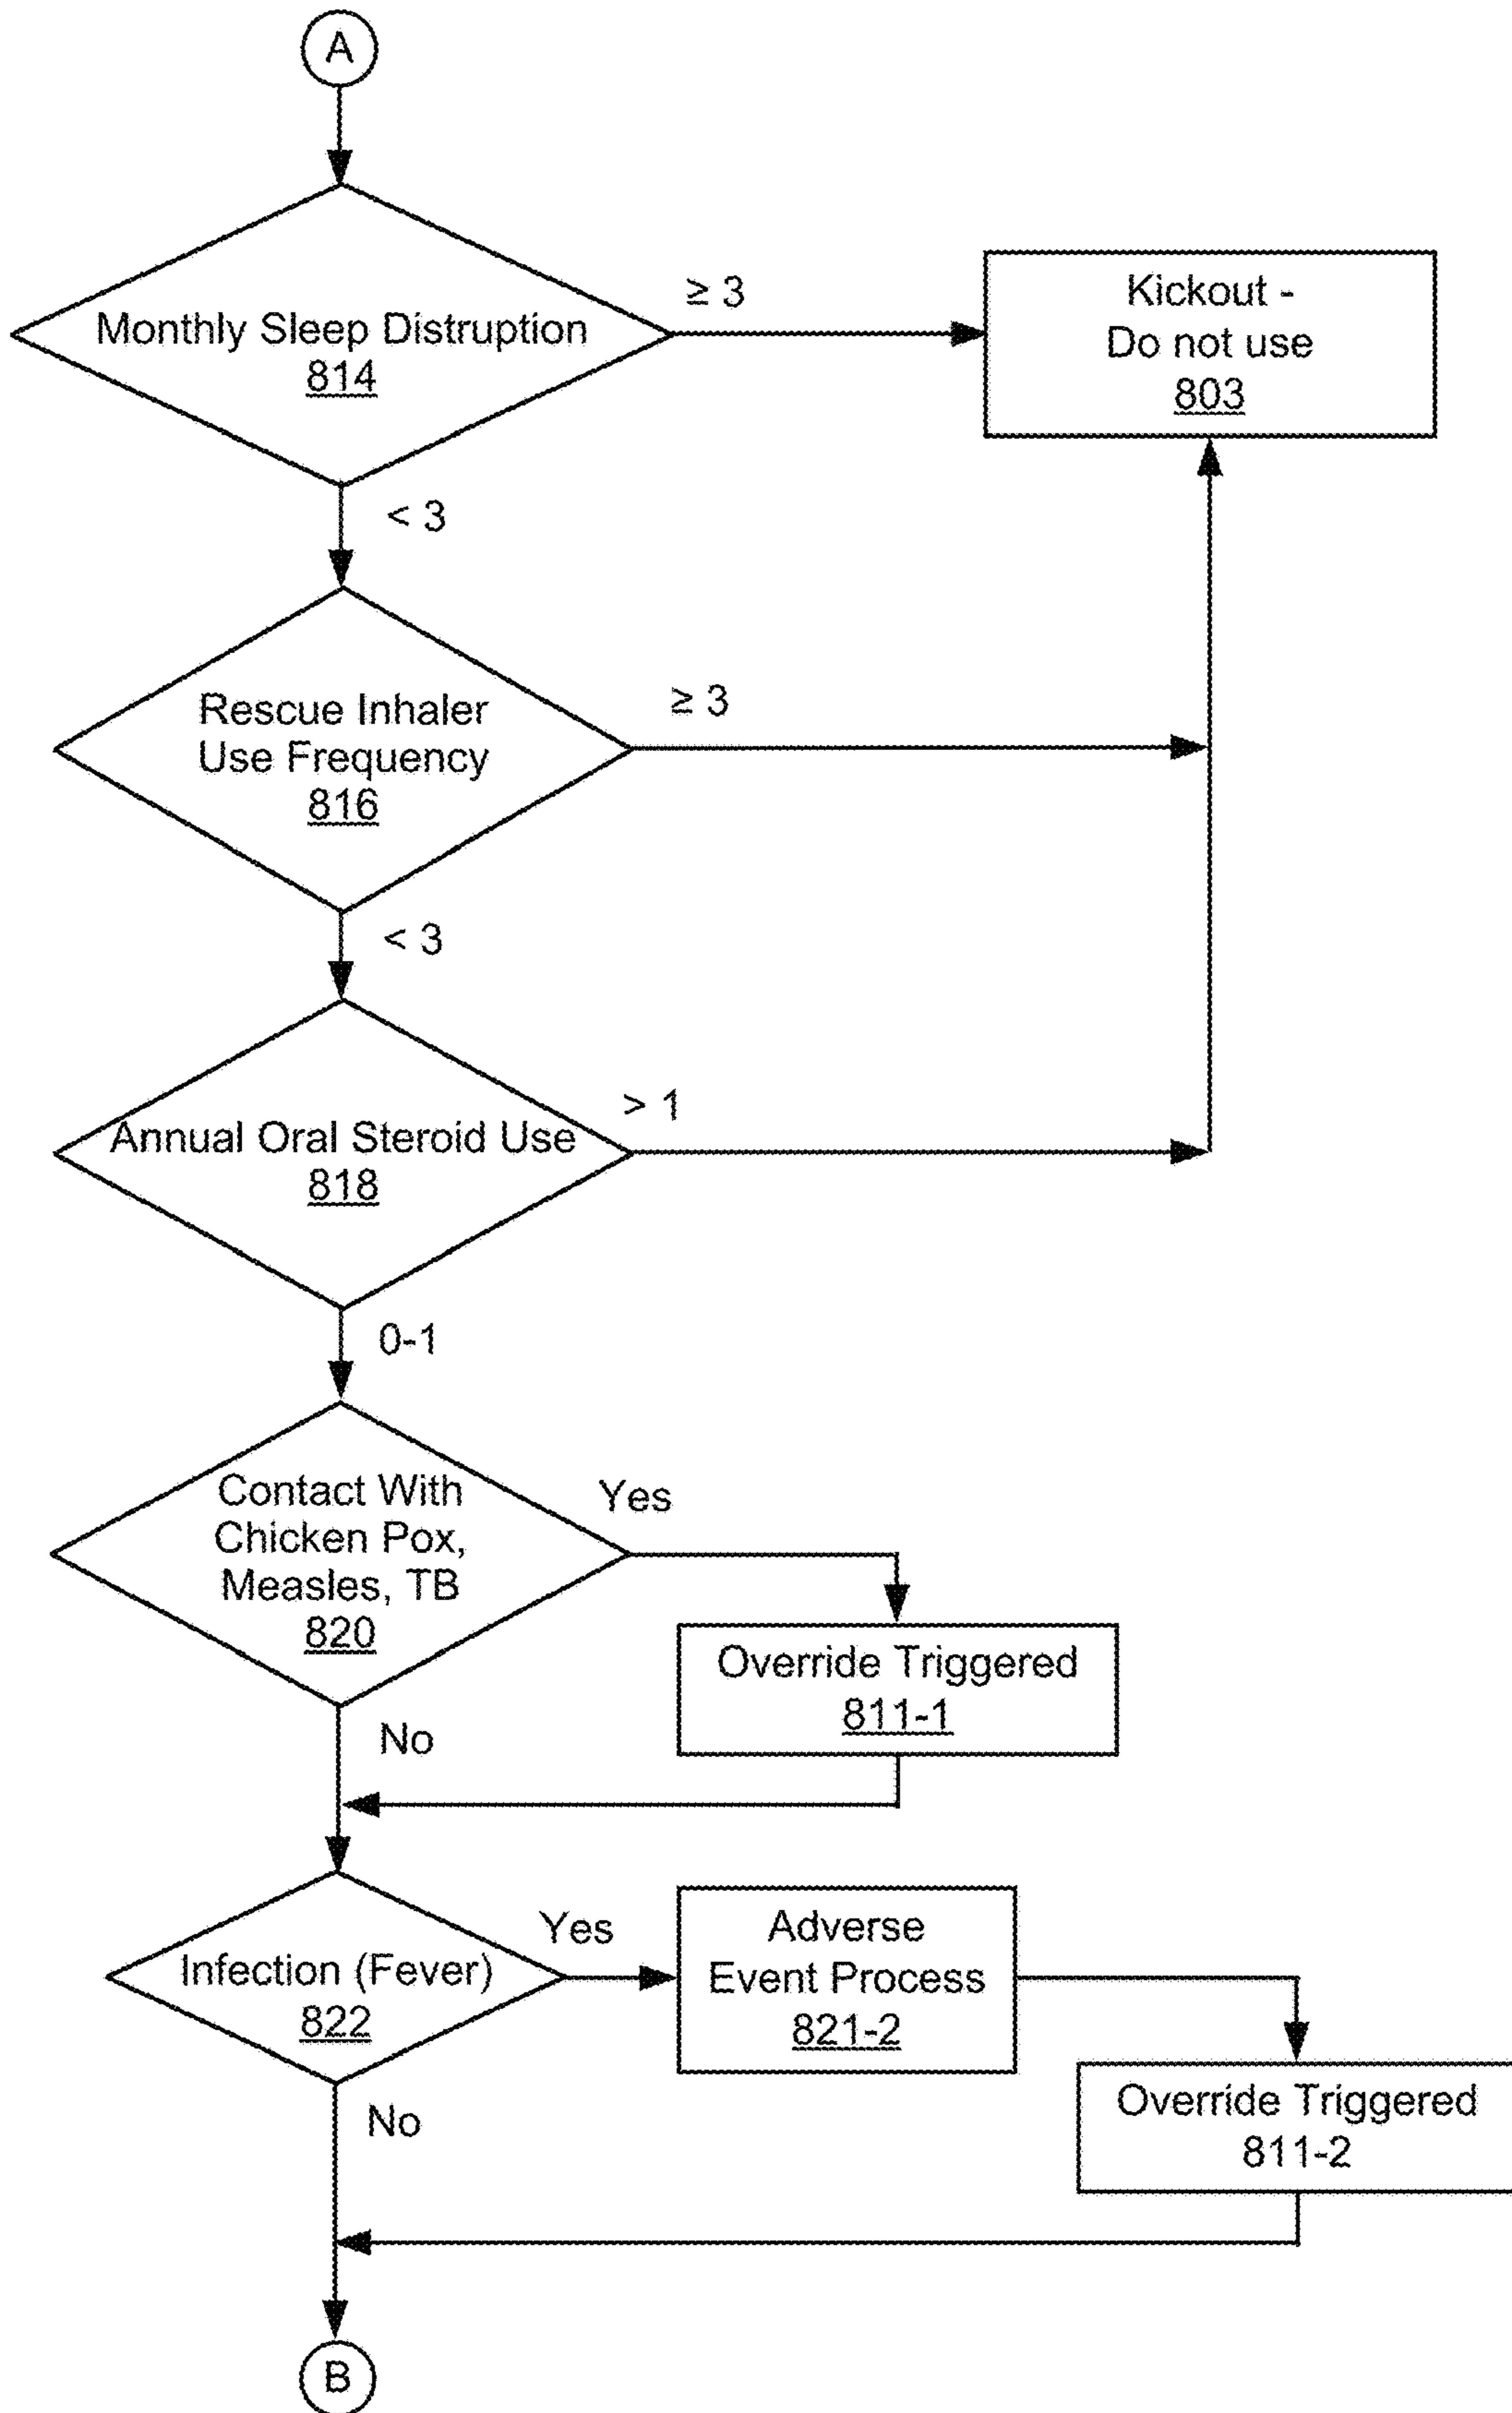 A
Monthly Sleep Distruption
814
≥ 3
Kickout -
Do not use
803
< 3
Rescue Inhaler
Use Frequency
816
≥ 3
< 3
Annual Oral Steroid Use
818
> 1
0-1
Contact With
Chicken Pox,
Measles, TB
820
Yes
Override Triggered
811-1
No
Infection (Fever)
822
Yes
Adverse
Event Process
821-2
Override Triggered
811-2
No
B